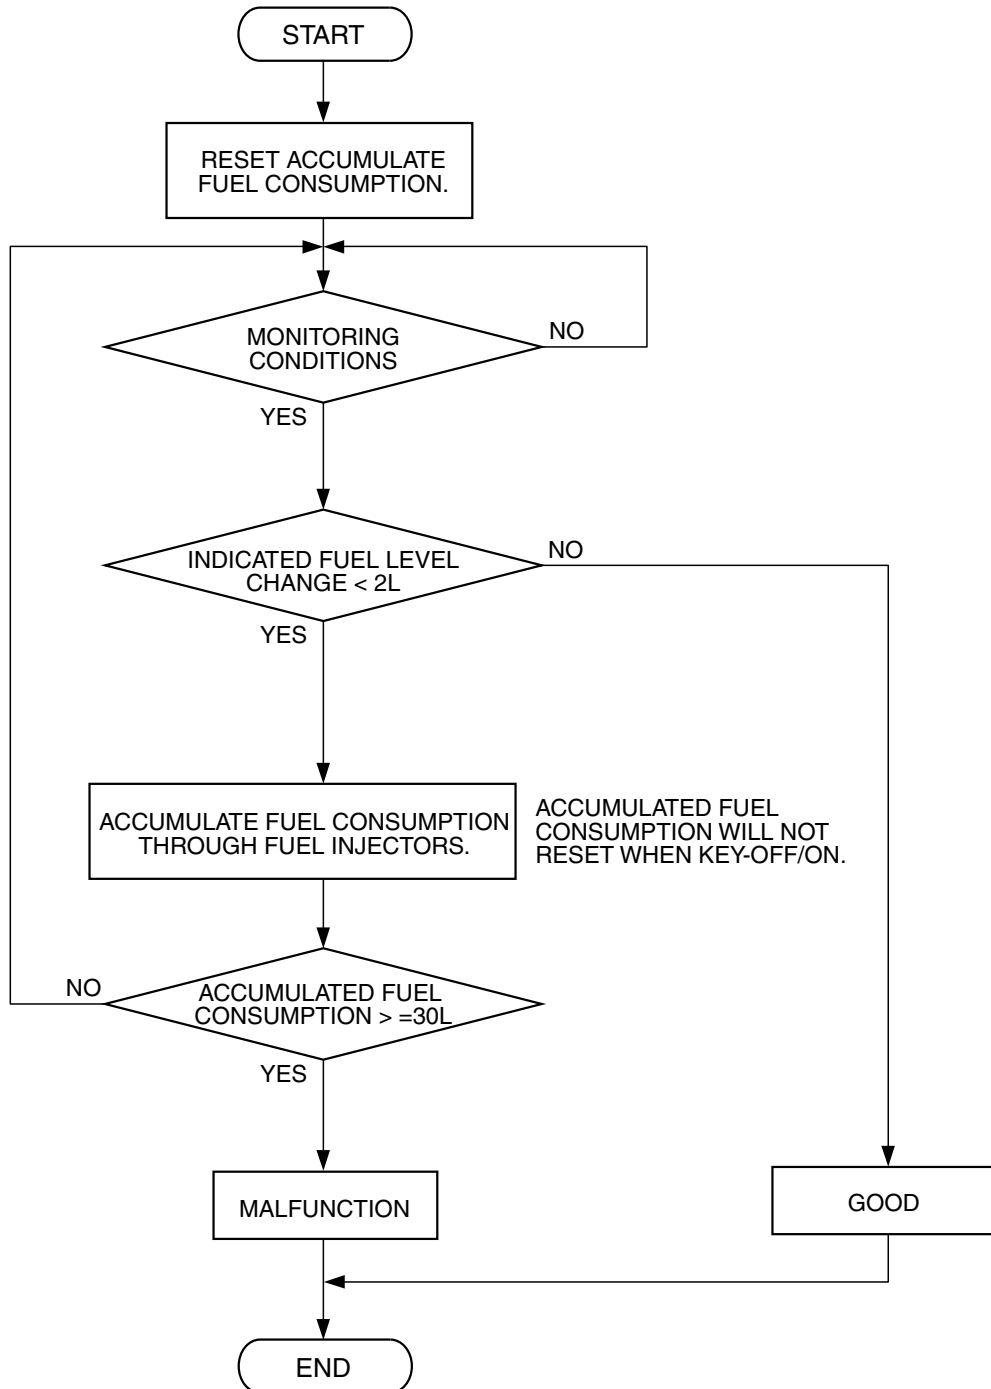 START
RESET ACCUMULATE
FUEL CONSUMPTION.
MONITORING
CONDITIONS
NO
YES
INDICATED FUEL LEVEL
CHANGE < 2L
NO
YES
ACCUMULATE FUEL CONSUMPTION
THROUGH FUEL INJECTORS.
ACCUMULATED FUEL
CONSUMPTION WILL NOT
RESET WHEN KEY-OFF/ON.
NO
ACCUMULATED FUEL
CONSUMPTION > =30L
YES
MALFUNCTION
GOOD
END